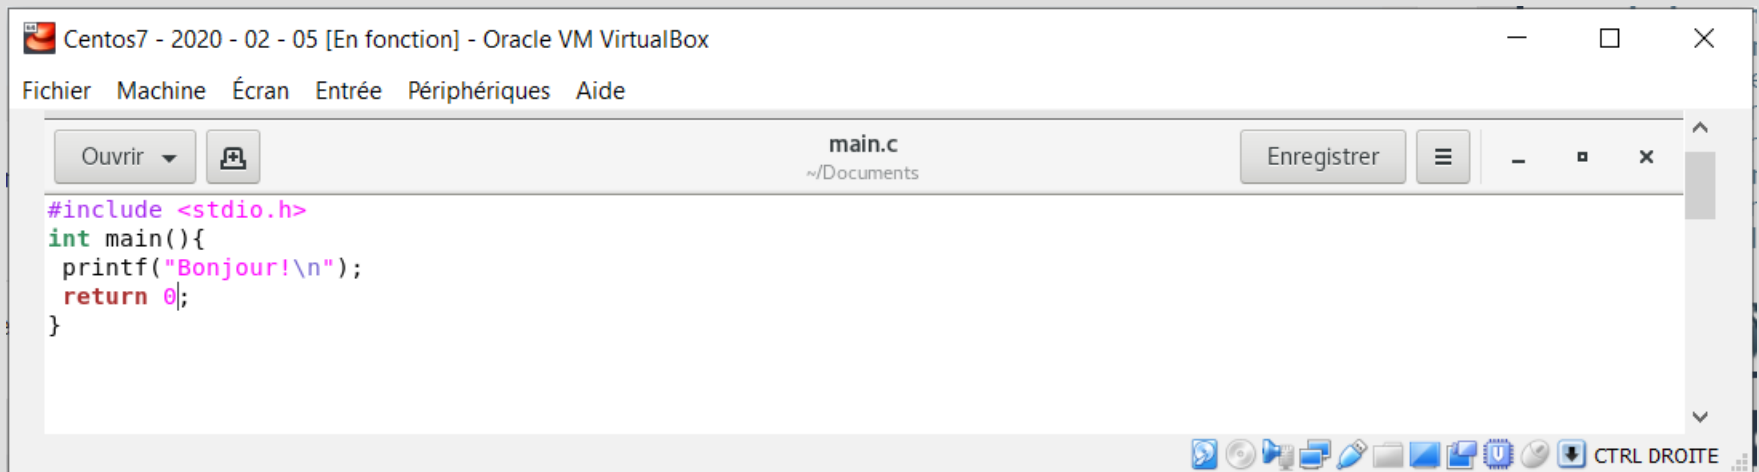 Centos7 - 2020 - 02 - 05 [En fonction] - Oracle VM VirtualBox
Fichier Machine Écran Entrée Périphériques Aide
Ouvrir main.c Enregistrer
~/Documents
#include <stdio.h>
int main(){
 printf("Bonjour!\n");
 return 0;
}
CTRL DROITE